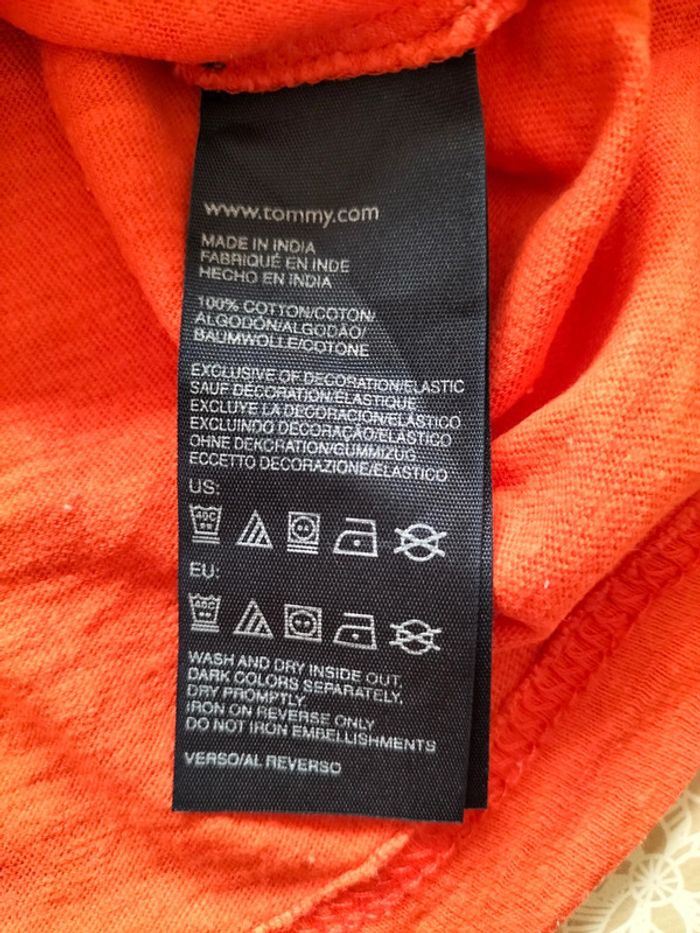 www.tommy.com
MADE IN INDIA
FABRIQUÉ EN INDE
HECHO EN INDIA
100% COTTON/COTON/
ALGODÓN/ALGODÃO/
BAUMWOLLE/COTONE
EXCLUSIVE OF DECORATION/ELASTIC
SAUF DÉCORATION/ÉLASTIQUE
EXCLUYE LA DECORACIÓN/ELÁSTICO
EXCLUINDO DECORAÇÃO/ELÁSTICO
OHNE DEKORATION/GUMMIZUG
ECCETTO DECORAZIONE/ELASTICO
US:
40C
EU:
40C
WASH AND DRY INSIDE OUT,
DARK COLORS SEPARATELY,
DRY PROMPTLY
IRON ON REVERSE ONLY
DO NOT IRON EMBELLISHMENTS
VERSO/AL REVERSO